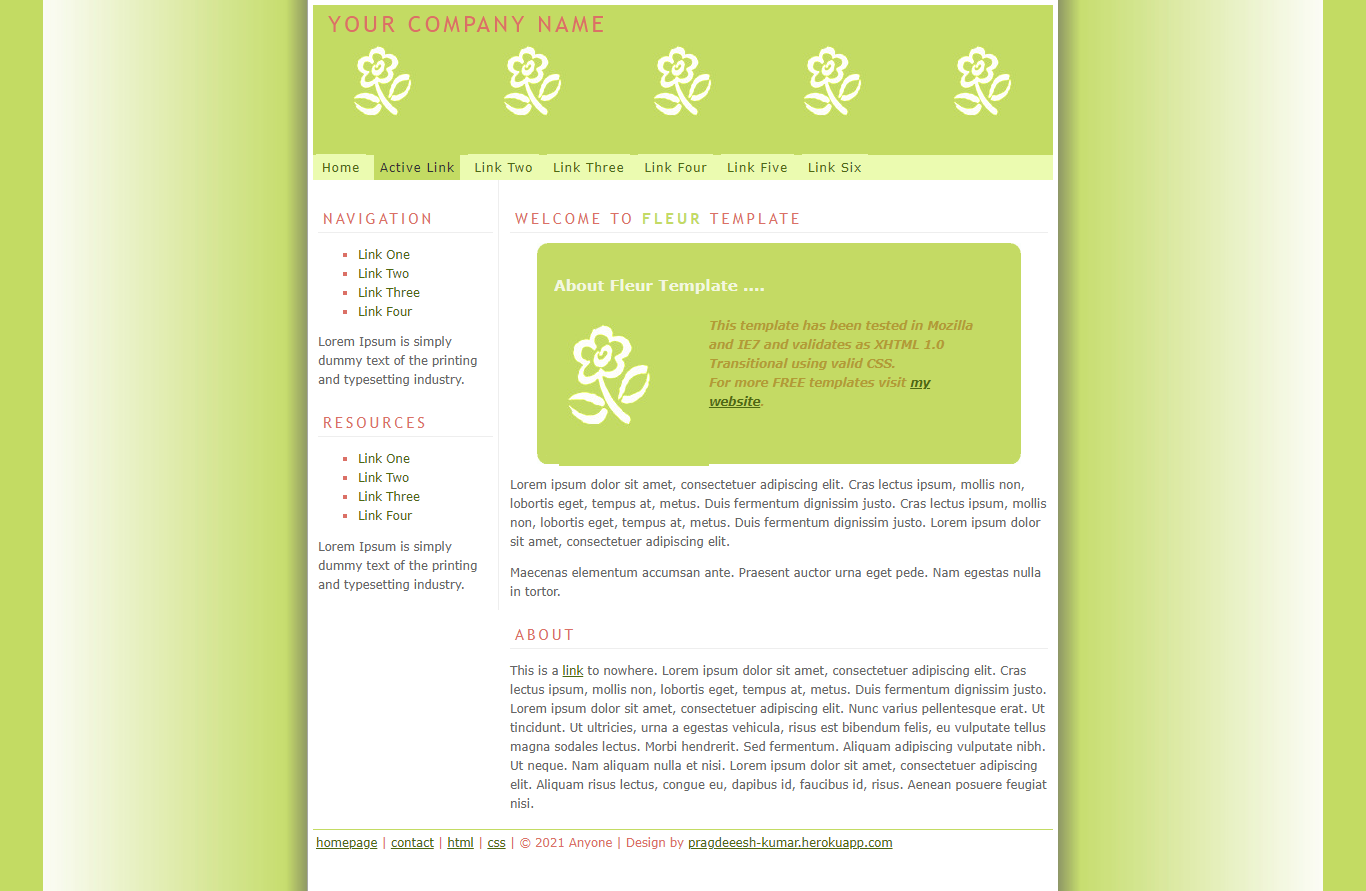 YOUR COMPANY NAME
Home Active Link Link Two Link Three Link Four Link Five Link Six
NAVIGATION
Link One
Link Two
Link Three
Link Four
Lorem Ipsum is simply
dummy text of the printing
and typesetting industry.
RESOURCES
Link One
Link Two
Link Three
Link Four
Lorem Ipsum is simply
dummy text of the printing
and typesetting industry.
WELCOME TO FLEUR TEMPLATE
About Fleur Template ....
This template has been tested in Mozilla
and IE7 and validates as XHTML 1.0
Transitional using valid CSS.
For more FREE templates visit my
website.
Lorem ipsum dolor sit amet, consectetuer adipiscing elit. Cras lectus ipsum, mollis non,
lobortis eget, tempus at, metus. Duis fermentum dignissim justo. Cras lectus ipsum, mollis
non, lobortis eget, tempus at, metus. Duis fermentum dignissim justo. Lorem ipsum dolor
sit amet, consectetuer adipiscing elit.
Maecenas elementum accumsan ante. Praesent auctor urna eget pede. Nam egestas nulla
in tortor.
ABOUT
This is a link to nowhere. Lorem ipsum dolor sit amet, consectetuer adipiscing elit. Cras
lectus ipsum, mollis non, lobortis eget, tempus at, metus. Duis fermentum dignissim justo.
Lorem ipsum dolor sit amet, consectetuer adipiscing elit. Nunc varius pellentesque erat. Ut
tincidunt. Ut ultricies, urna a egestas vehicula, risus est bibendum felis, eu vulputate tellus
magna sodales lectus. Morbi hendrerit. Sed fermentum. Aliquam adipiscing vulputate nibh.
Ut neque. Nam aliquam nulla et nisi. Lorem ipsum dolor sit amet, consectetuer adipiscing
elit. Aliquam risus lectus, congue eu, dapibus id, faucibus id, risus. Aenean posuere feugiat
nisi.
homepage | contact | html | css | © 2021 Anyone | Design by pragdeeesh-kumar.herokuapp.com